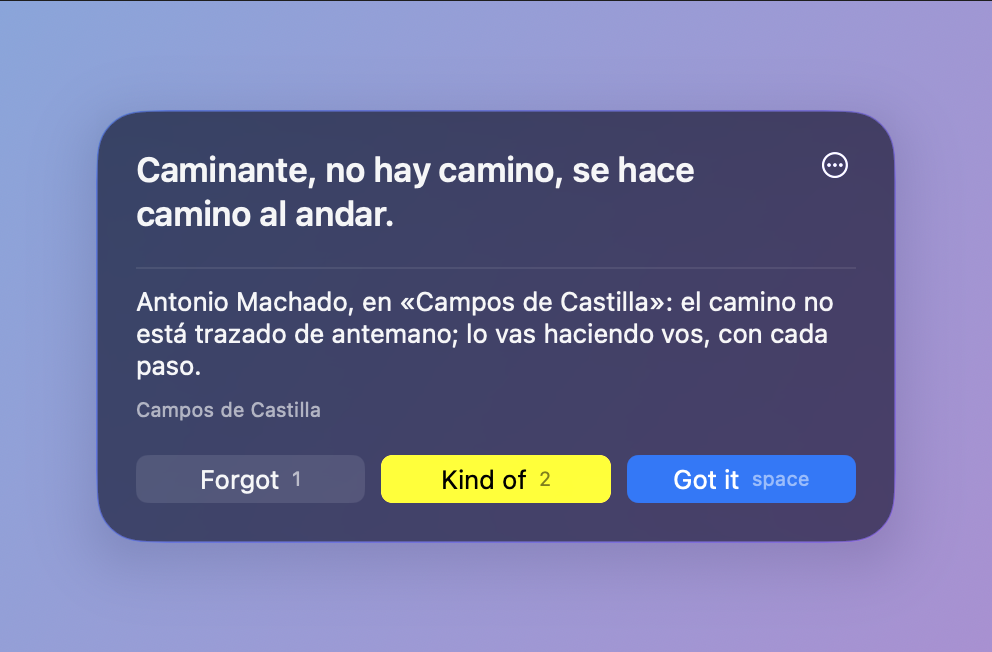 Caminante, no hay camino, se hace
camino al andar.
Antonio Machado, en «Campos de Castilla»: el camino no
está trazado de antemano; lo vas haciendo vos, con cada
paso.
Campos de Castilla
Forgot 1 Kind of 2 Got it space